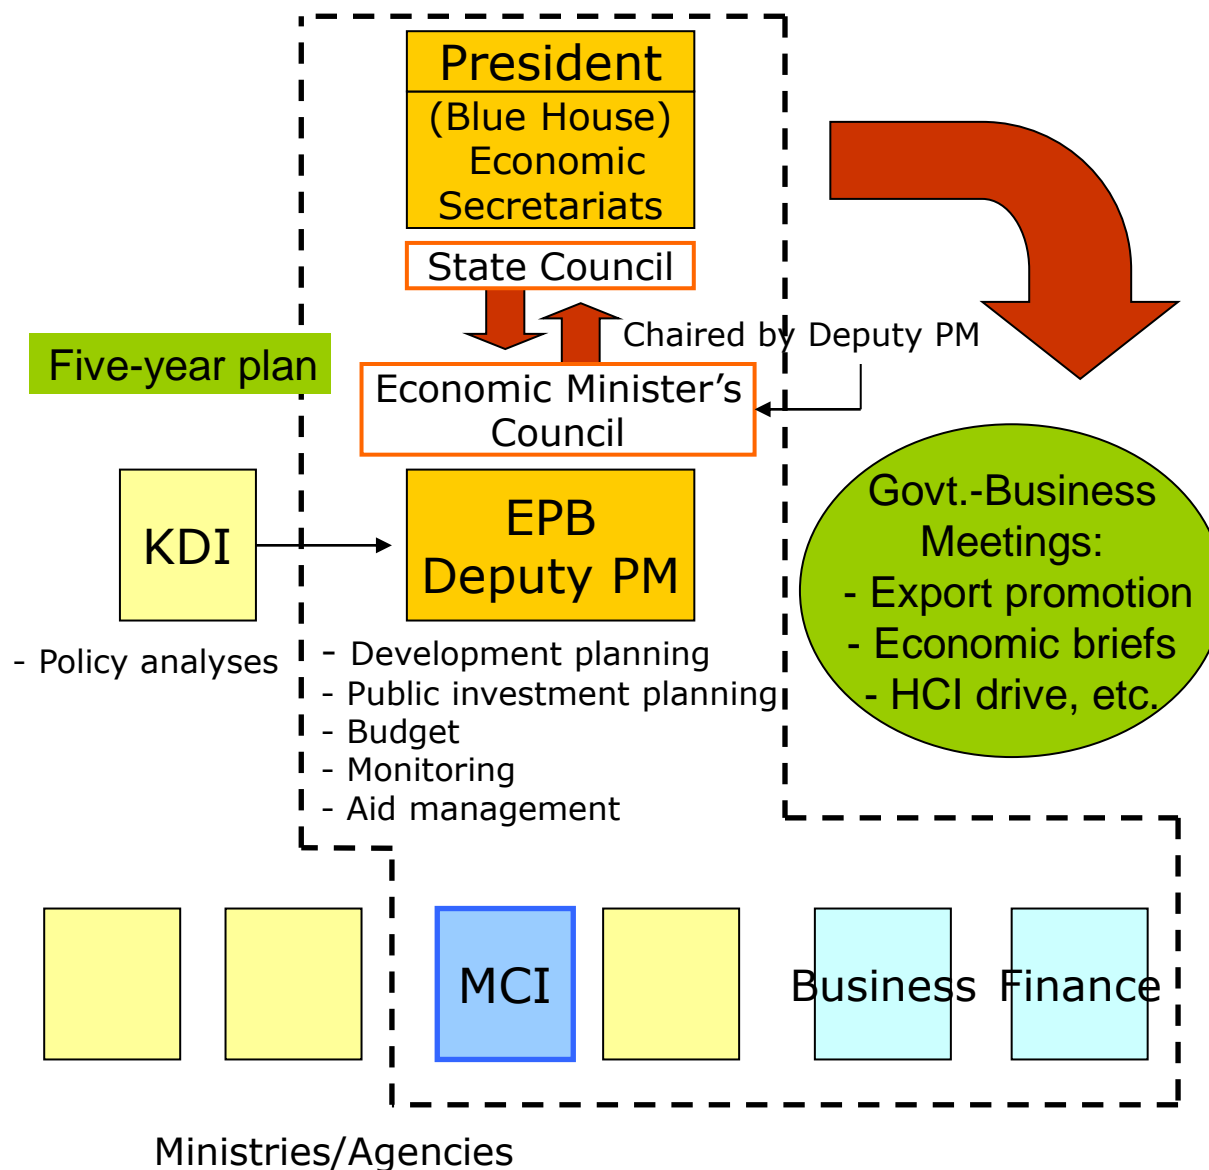 President
(Blue House)
Economic
Secretariats
State Council
Chaired by Deputy PM
Five-year plan
Economic Minister’s
Council
KDI
EPB
Deputy PM
Govt.-Business
Meetings:
- Export promotion
- Economic briefs
- HCI drive, etc.
- Policy analyses
- Development planning
- Public investment planning
- Budget
- Monitoring
- Aid management
MCI
Business
Finance
Ministries/Agencies